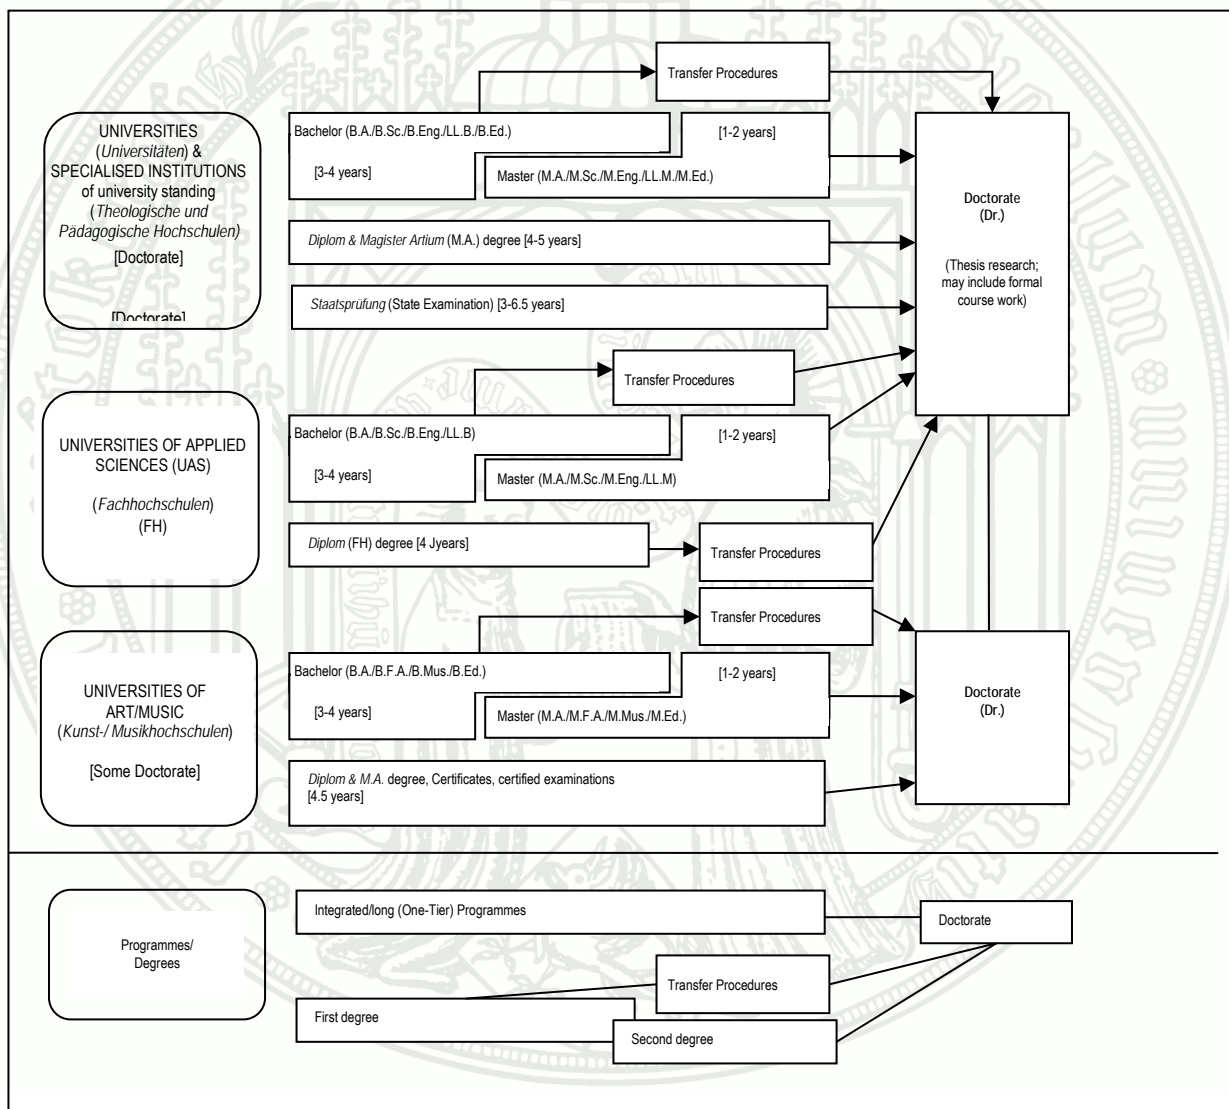 Transfer Procedures
UNIVERSITIES
(Universitäten) &
SPECIALISED INSTITUTIONS
of university standing
(Theologische und
Pädagogische Hochschulen)
[Doctorate]
[Doctorate]
Bachelor (B.A./B.Sc./B.Eng./LL.B./B.Ed.)
[1-2 years]
[3-4 years]
Master (M.A./M.Sc./M.Eng./LL.M./M.Ed.)
Diplom & Magister Artium (M.A.) degree [4-5 years]
Staatsprüfung (State Examination) [3-6.5 years]
Doctorate
(Dr.)
(Thesis research;
may include formal
course work)
Transfer Procedures
UNIVERSITIES OF APPLIED
SCIENCES (UAS)
(Fachhochschulen)
(FH)
Bachelor (B.A./B.Sc./B.Eng./LL.B)
[1-2 years]
[3-4 years]
Master (M.A./M.Sc./M.Eng./LL.M)
Diplom (FH) degree [4 Jyears]
Transfer Procedures
Transfer Procedures
UNIVERSITIES OF
ART/MUSIC
(Kunst-/ Musikhochschulen)
[Some Doctorate]
Bachelor (B.A./B.F.A./B.Mus./B.Ed.)
[1-2 years]
[3-4 years]
Master (M.A./M.F.A./M.Mus./M.Ed.)
Diplom & M.A. degree, Certificates, certified examinations
[4.5 years]
Doctorate
(Dr.)
Programmes/
Degrees
Integrated/long (One-Tier) Programmes
Doctorate
Transfer Procedures
First degree
Second degree